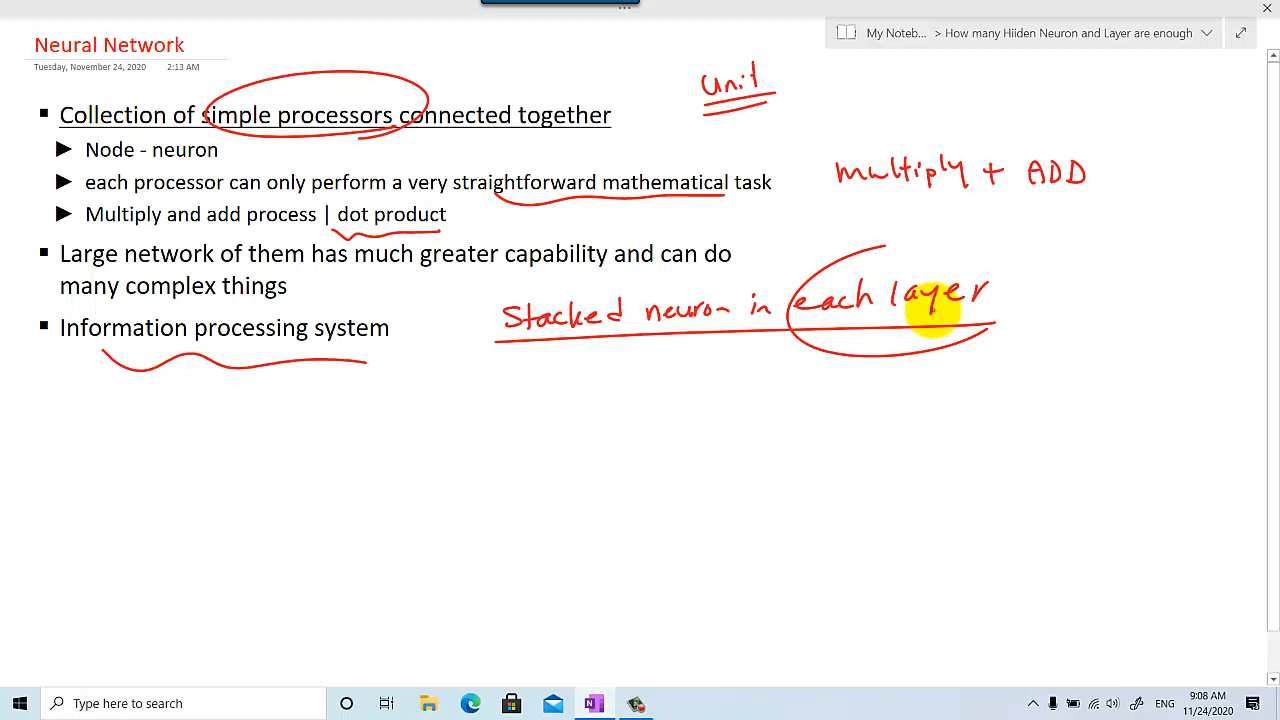 Neural Network
Tuesday, November 24, 2020 2:13 AM
My Noteb... > How many Hiiden Neuron and Layer are enough
unit
Collection of simple processors connected together
Node - neuron
multiply + ADD
each processor can only perform a very straightforward mathematical task
Multiply and add process | dot product
Large network of them has much greater capability and can do
many complex things
Stacked neuron in each layer
Information processing system
Type here to search
ENG
9:08 AM
11/24/2020